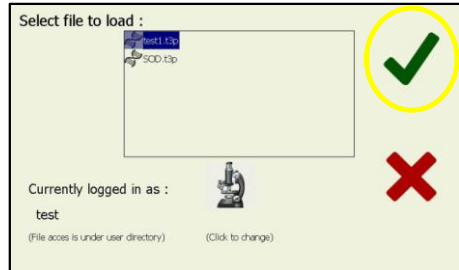 Select file to load :
test1.t3p
SOD.t3p
Currently logged in as :
test
(File acces is under user directory)
(Click to change)